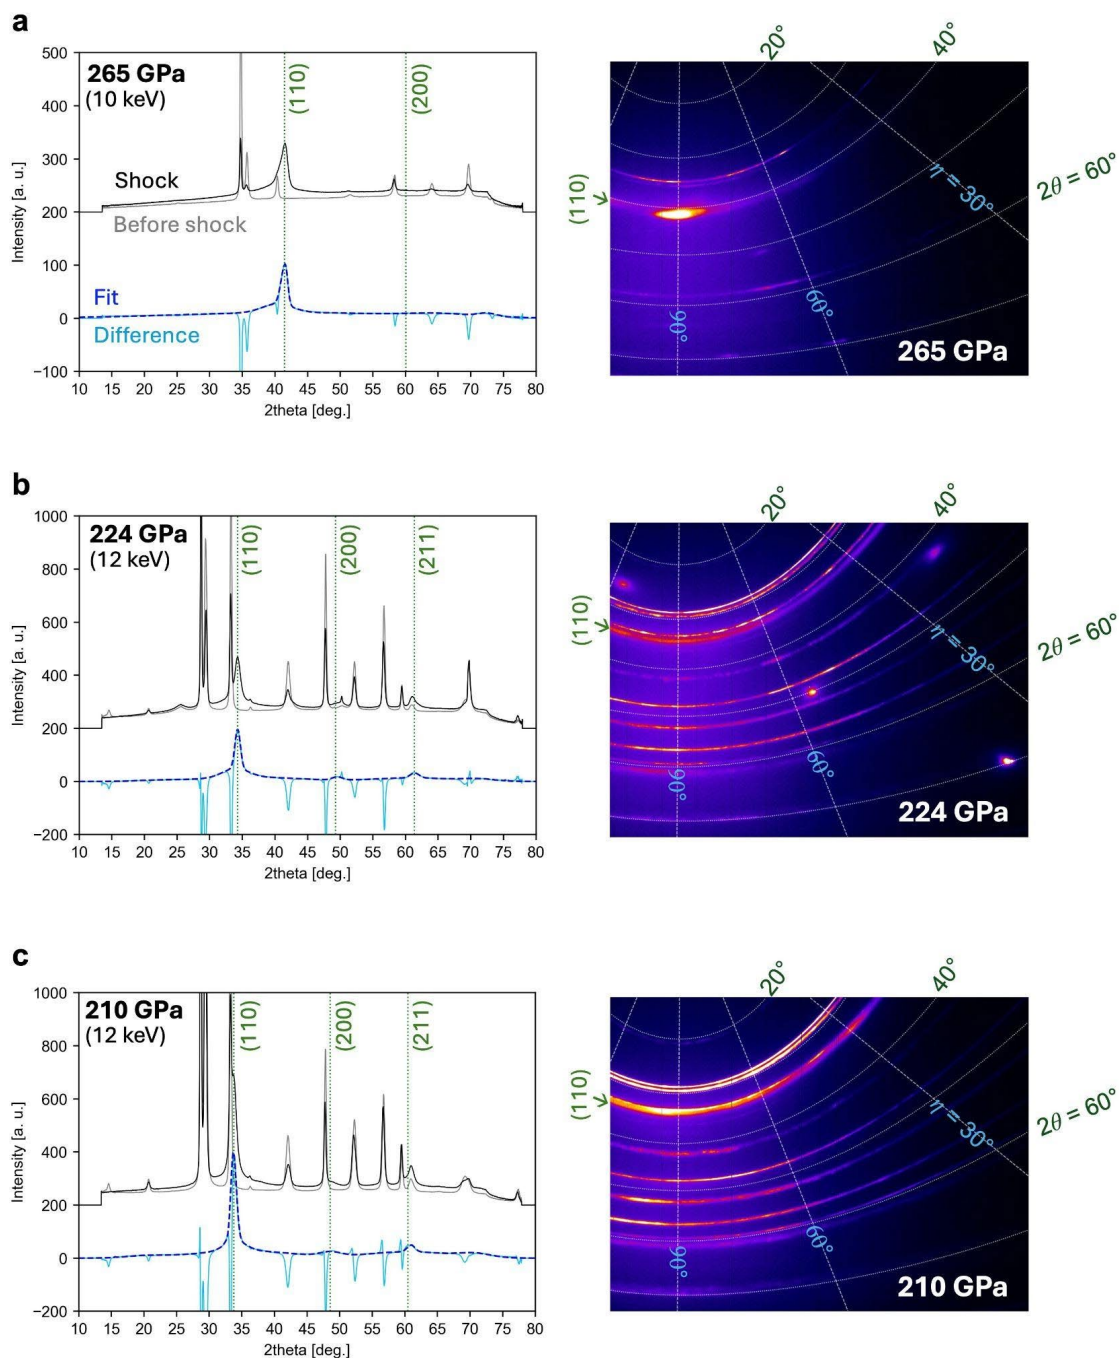 a
265 GPa
(10 keV)
(110)
(200)
Shock
Before shock
Fit
Difference
500
400
300
200
100
0
−100
Intensity [a. u.]
10 15 20 25 30 35 40 45 50 55 60 65 70 75 80
2theta [deg.]
20°
40°
2θ = 60°
η = 30°
60°
90°
(110)
265 GPa
b
224 GPa
(12 keV)
(110)
(200)
(211)
1000
800
600
400
200
0
−200
Intensity [a. u.]
10 15 20 25 30 35 40 45 50 55 60 65 70 75 80
2theta [deg.]
20°
40°
2θ = 60°
η = 30°
60°
90°
(110)
224 GPa
c
210 GPa
(12 keV)
(110)
(200)
(211)
1000
800
600
400
200
0
−200
Intensity [a. u.]
10 15 20 25 30 35 40 45 50 55 60 65 70 75 80
2theta [deg.]
20°
40°
2θ = 60°
η = 30°
60°
90°
(110)
210 GPa